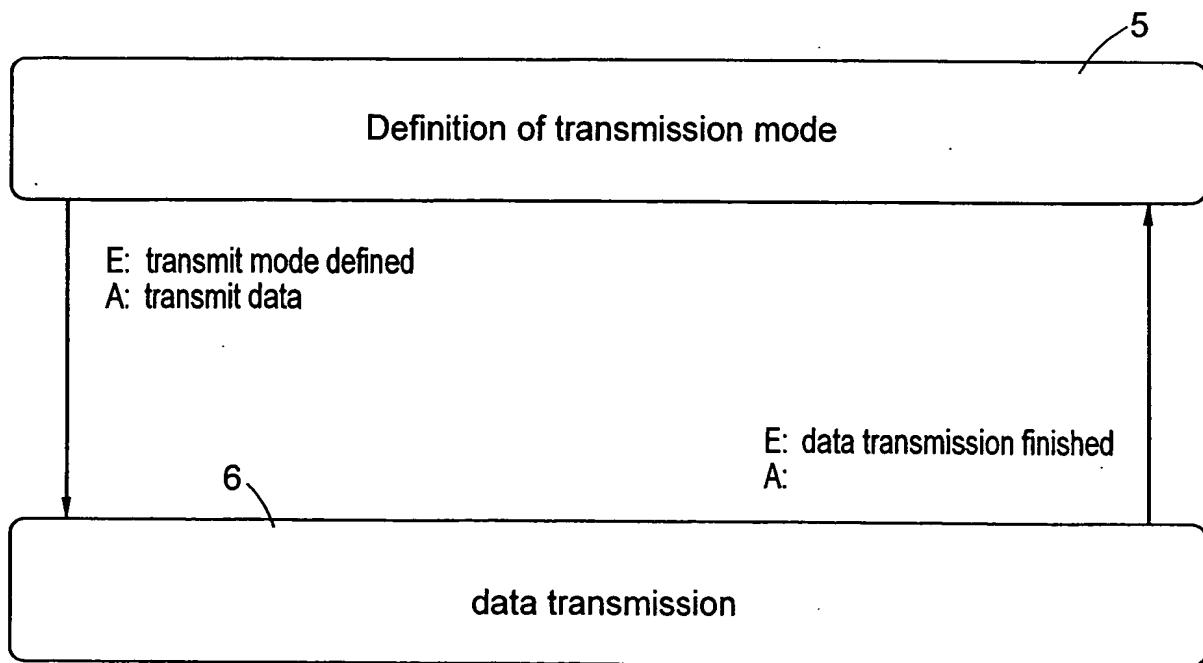 5
Definition of transmission mode
E: transmit mode defined
A: transmit data
E: data transmission finished
A:
6
data transmission